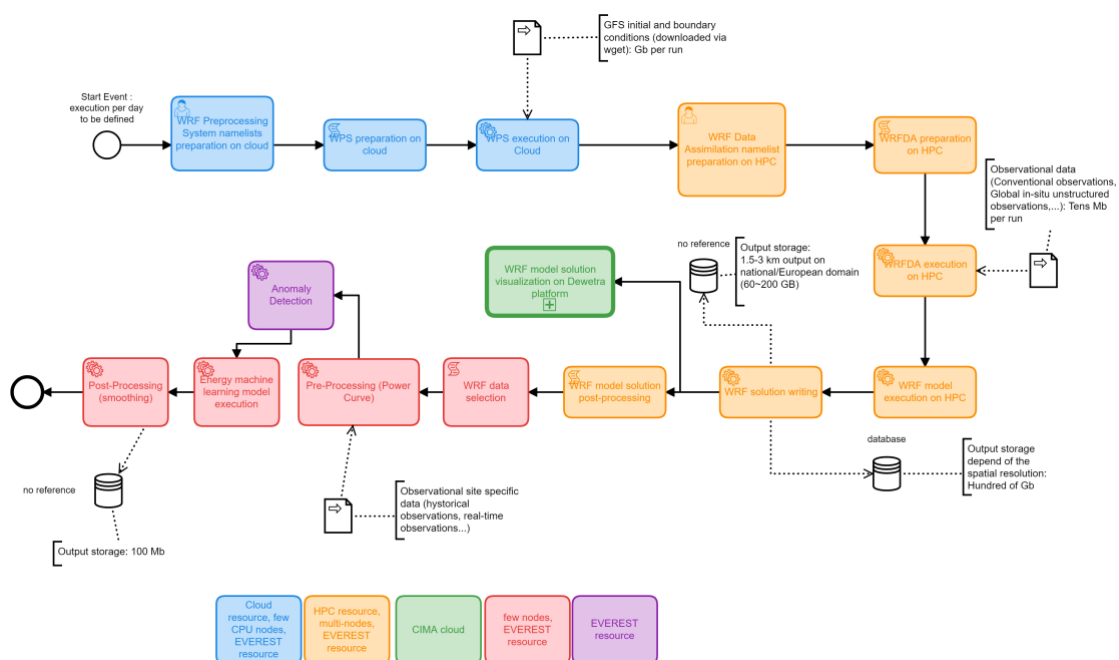 GFS initial and boundary
conditions (downloaded via
wget): Gb per run
Start Event :
execution per day
to be defined
WRF Preprocessing
System namelists
preparation on cloud
WPS preparation on
cloud
WPS execution on
Cloud
WRF Data
Assimilation namelist
preparation on HPC
WRFDA preparation
on HPC
Observational data
(Conventional observations,
Global in-situ unstructured
observations,...): Tens Mb
per run
WRFDA execution
on HPC
no reference
Output storage:
1.5-3 km output on
national/European domain
(60~200 GB)
WRF model solution
visualization on Dewetra
platform
Anomaly
Detection
Post-Processing
(smoothing)
Energy machine
learning model
execution
Pre-Processing (Power
Curve)
WRF data
selection
WRF model solution
post-processing
WRF solution writing
WRF model
execution on HPC
database
Output storage
depend of the
spatial resolution:
Hundred of Gb
no reference
Output storage: 100 Mb
Observational site specific
data (hystorical
observations, real-time
observations...)
Cloud
resource, few
CPU nodes,
EVEREST
resource
HPC resource,
multi-nodes,
EVEREST
resource
CIMA cloud
few nodes,
EVEREST
resource
EVEREST
resource